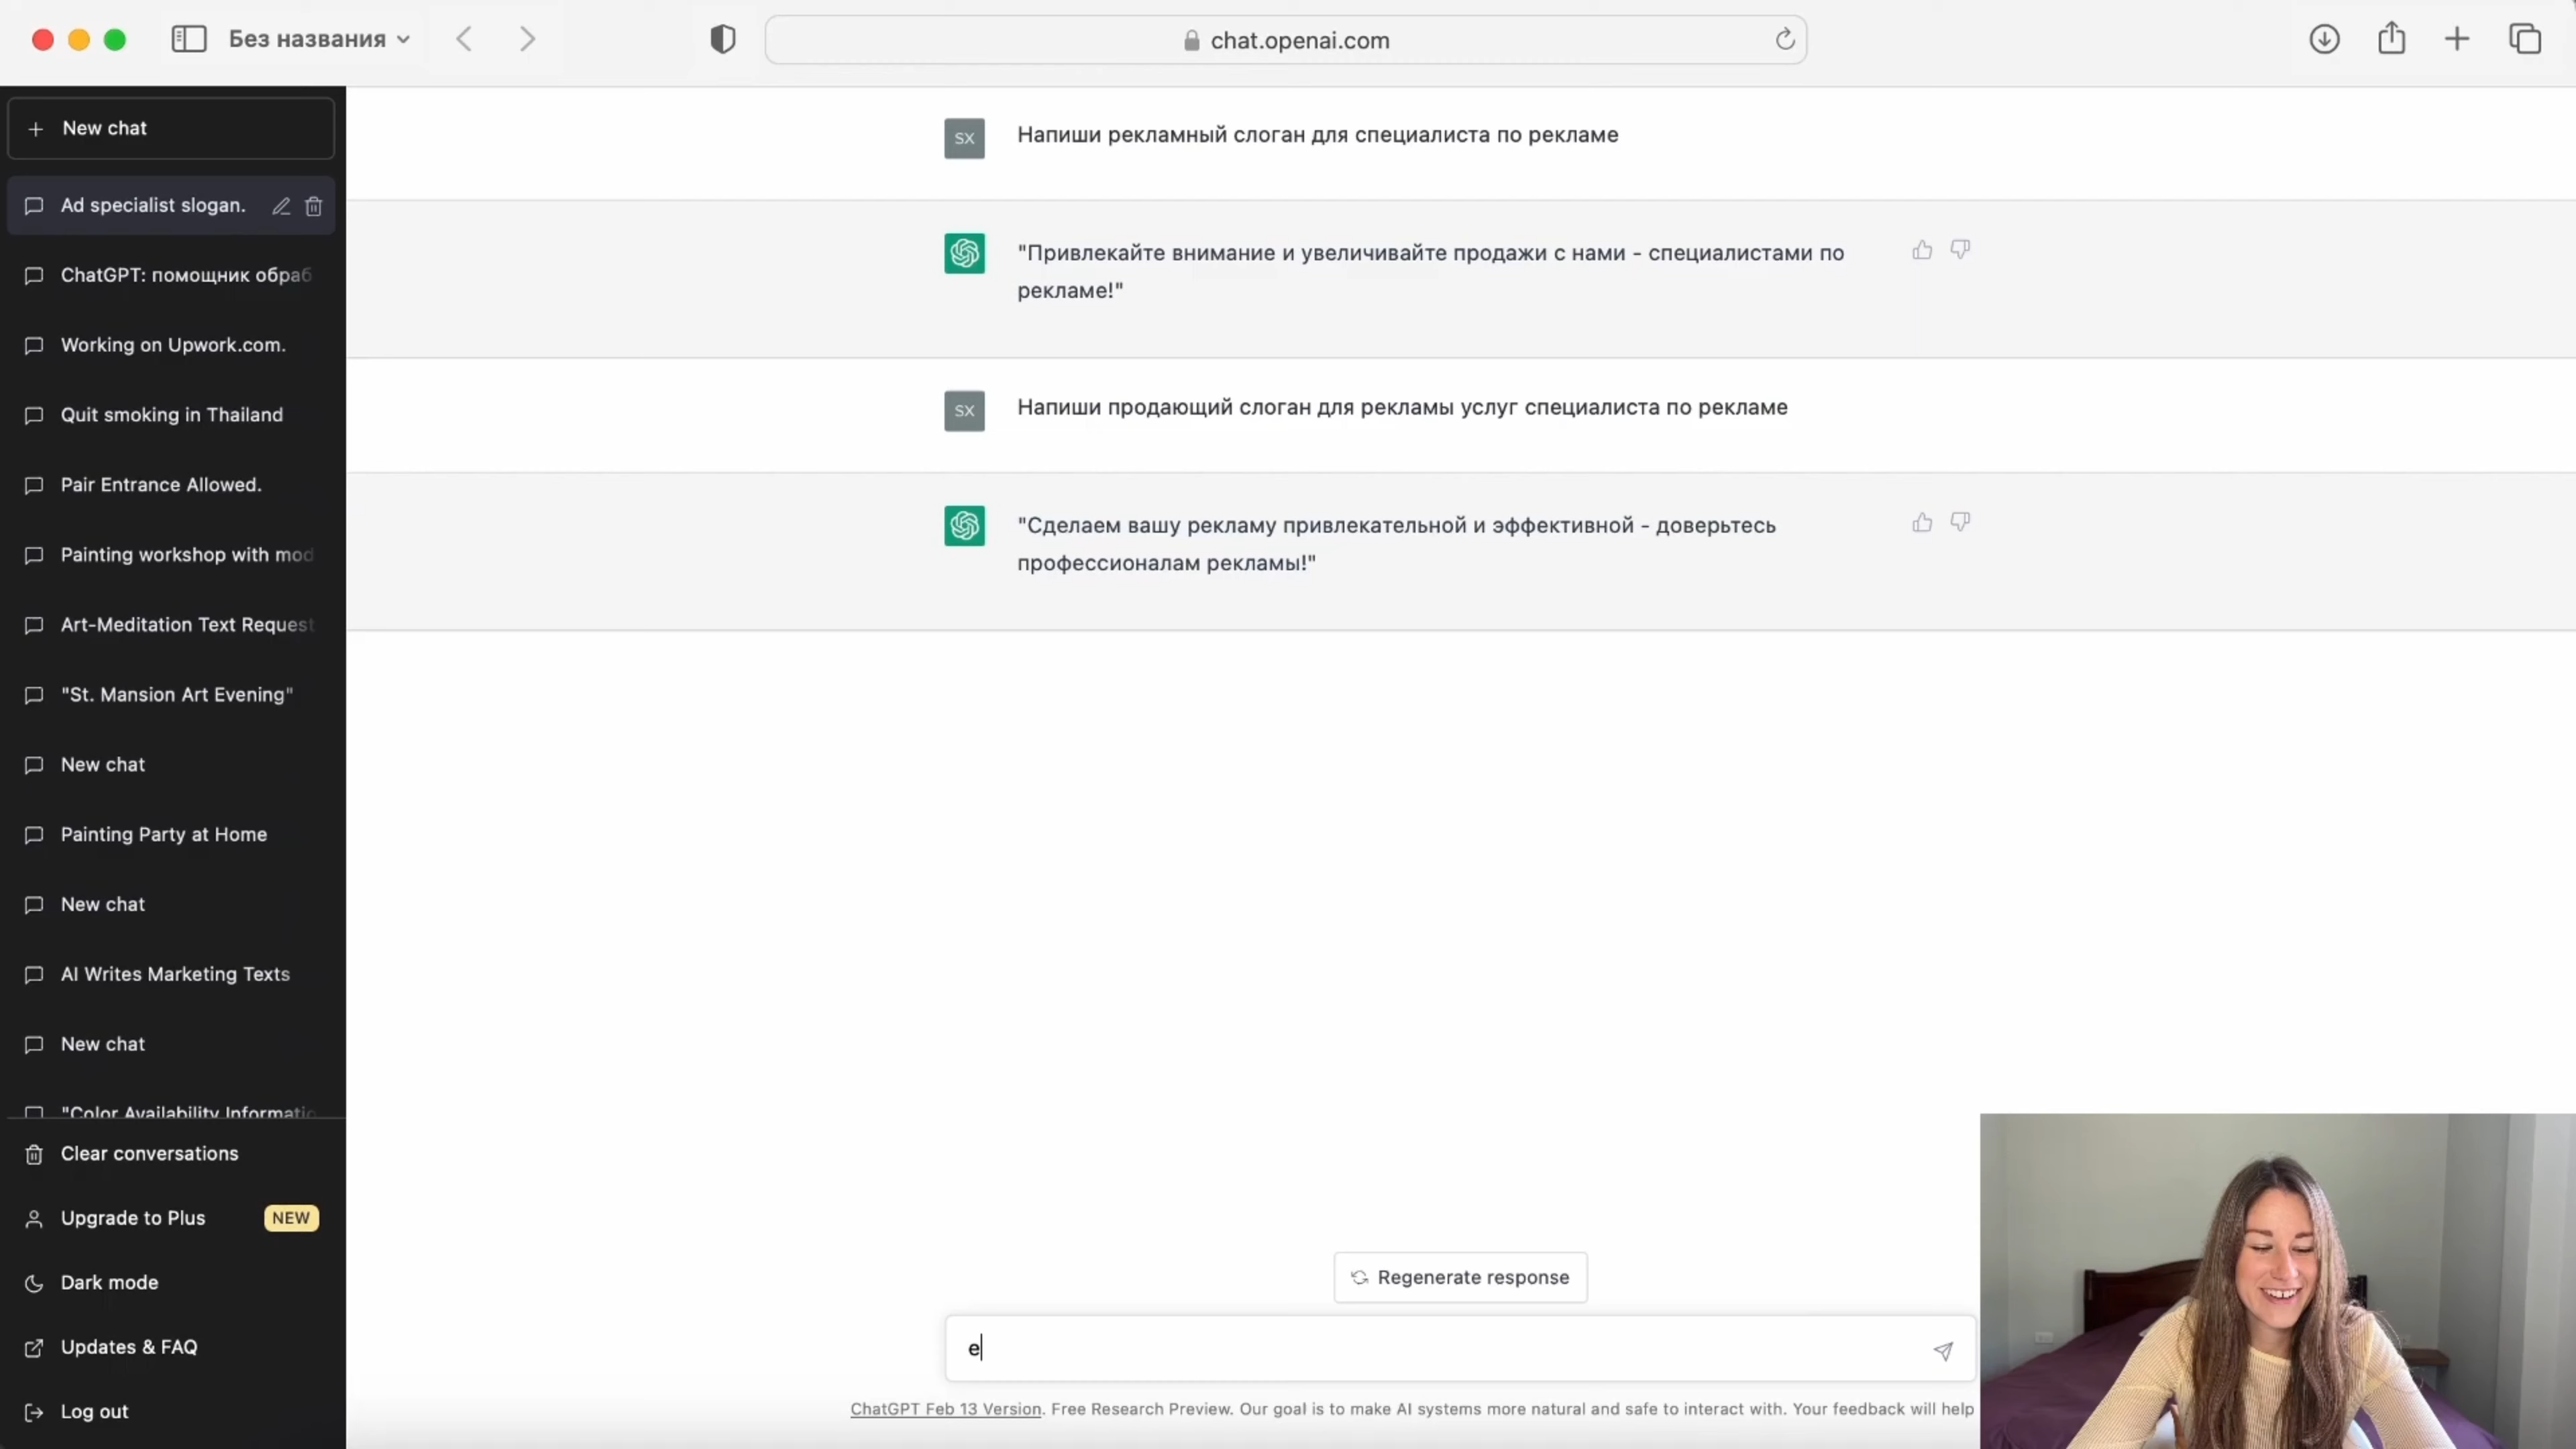 Без названия
chat.openai.com
New chat
Ad specialist slogan.
ChatGPT: помощник обраб
Working on Upwork.com.
Quit smoking in Thailand
Pair Entrance Allowed.
Painting workshop with mod
Art-Meditation Text Request
"St. Mansion Art Evening"
New chat
Painting Party at Home
New chat
AI Writes Marketing Texts
New chat
"Color Availability Informatio
Clear conversations
Upgrade to Plus NEW
Dark mode
Updates & FAQ
Log out
SX Напиши рекламный слоган для специалиста по рекламе
"Привлекайте внимание и увеличивайте продажи с нами - специалистами по
рекламе!"
SX Напиши продающий слоган для рекламы услуг специалиста по рекламе
"Сделаем вашу рекламу привлекательной и эффективной - доверьтесь
профессионалам рекламы!"
Regenerate response
е
ChatGPT Feb 13 Version. Free Research Preview. Our goal is to make AI systems more natural and safe to interact with. Your feedback will help